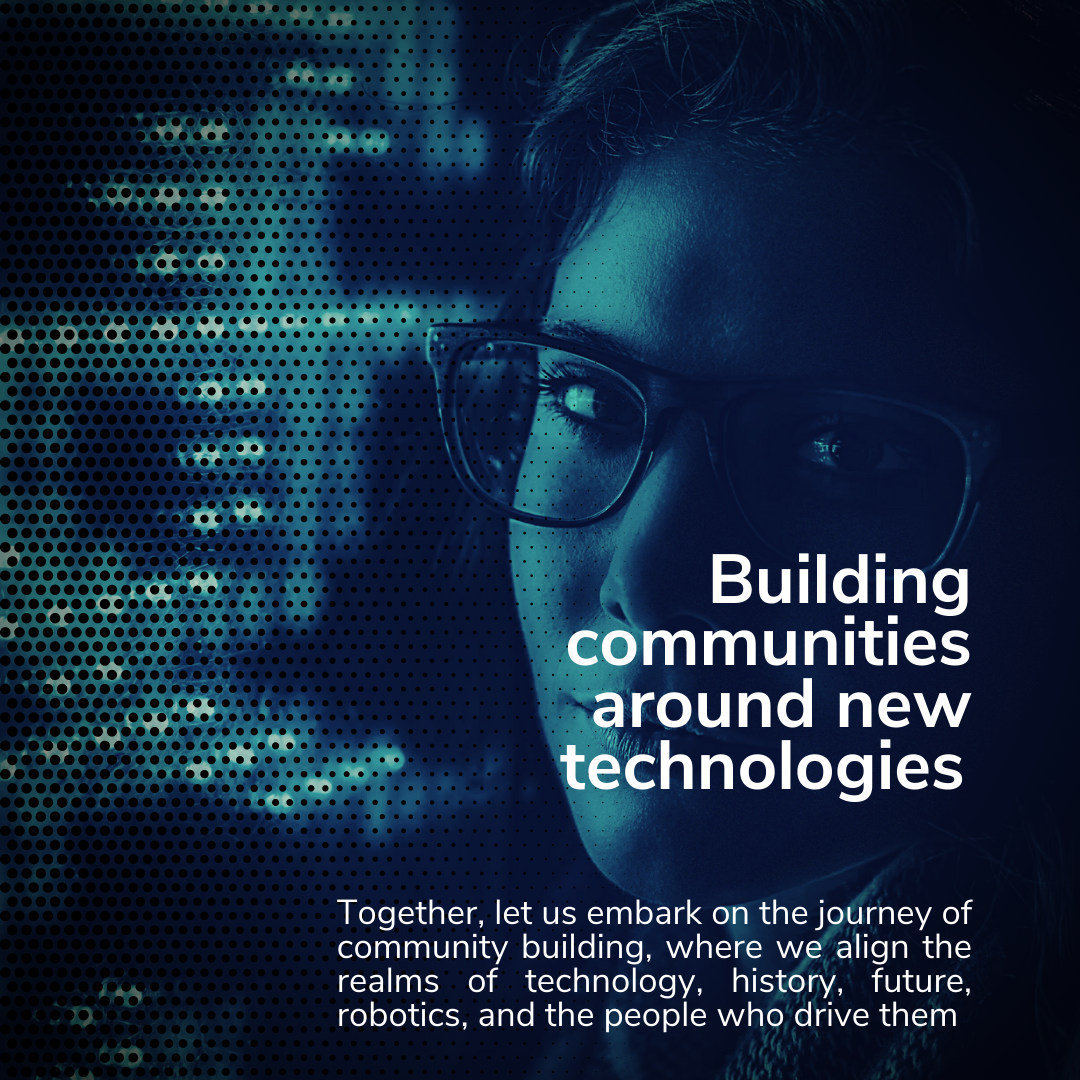 Building
communities
around new
technologies
Together, let us embark on the journey of
community building, where we align the
realms of technology, history, future,
robotics, and the people who drive them